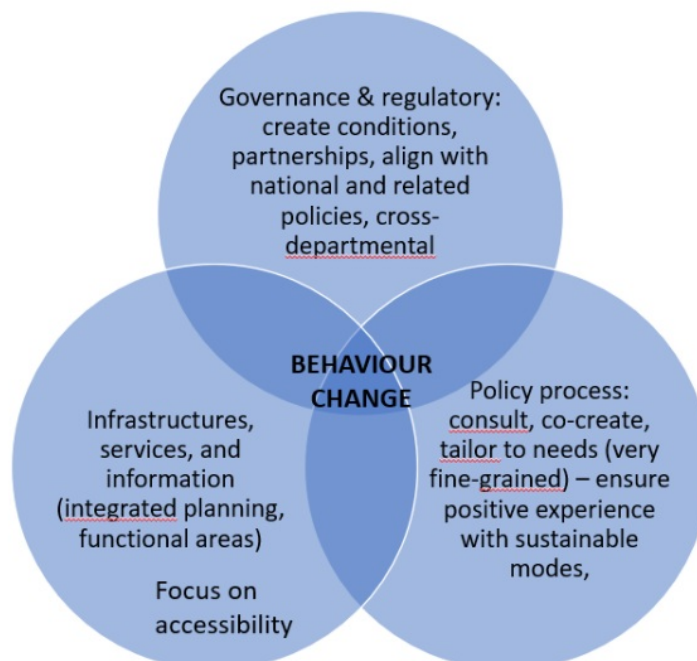 Governance & regulatory:
create conditions,
partnerships, align with
national and related
policies, cross-
departmental
BEHAVIOUR
CHANGE
Infrastructures,
services, and
information
(integrated planning,
functional areas)
Focus on
accessibility
Policy process:
consult, co-create,
tailor to needs (very
fine-grained) – ensure
positive experience
with sustainable
modes,